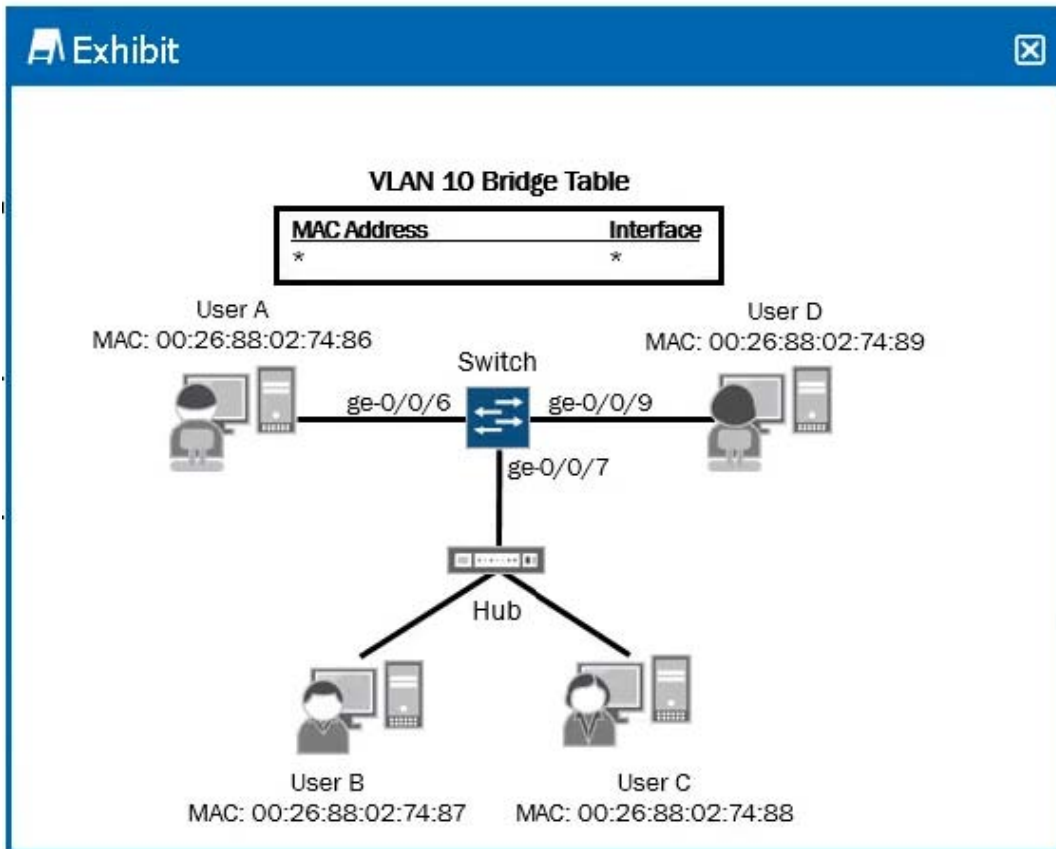 Exhibit
VLAN 10 Bridge Table
MAC Address Interface
* *
User A
MAC: 00:26:88:02:74:86
User D
MAC: 00:26:88:02:74:89
Switch
ge-0/0/6
ge-0/0/9
ge-0/0/7
Hub
User B
MAC: 00:26:88:02:74:87
User C
MAC: 00:26:88:02:74:88